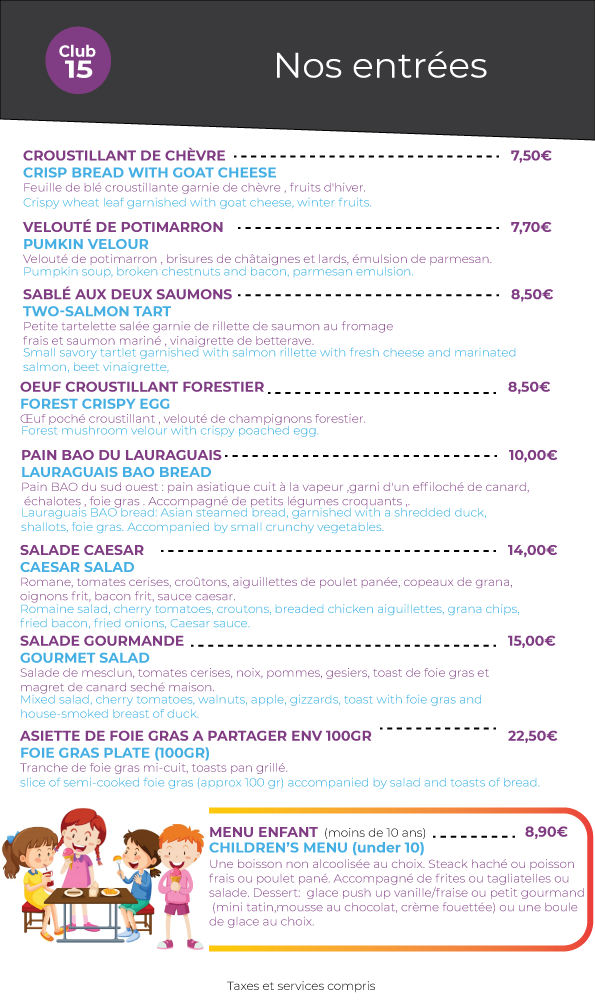 Club
15
Nos entrées
CROUSTILLANT DE CHÈVRE 7,50€
CRISP BREAD WITH GOAT CHEESE
Feuille de blé croustillante garnie de chèvre , fruits d'hiver.
Crispy wheat leaf garnished with goat cheese, winter fruits.
VELOUTÉ DE POTIMARRON 7,70€
PUMKIN VELOUR
Velouté de potimarron , brisures de châtaignes et lards, émulsion de parmesan.
Pumpkin soup, broken chestnuts and bacon, parmesan emulsion.
SABLÉ AUX DEUX SAUMONS 8,50€
TWO-SALMON TART
Petite tartelette salée garnie de rillette de saumon au fromage
frais et saumon mariné , vinaigrette de betterave.
Small savory tartlet garnished with salmon rillette with fresh cheese and marinated
salmon, beet vinaigrette,
OEUF CROUSTILLANT FORESTIER 8,50€
FOREST CRISPY EGG
Œuf poché croustillant , velouté de champignons forestier.
Forest mushroom velour with crispy poached egg.
PAIN BAO DU LAURAGUAIS 10,00€
LAURAGUAIS BAO BREAD
Pain BAO du sud ouest : pain asiatique cuit à la vapeur ,garni d'un effiloché de canard,
échalotes , foie gras . Accompagné de petits légumes croquants ,.
Lauraguais BAO bread: Asian steamed bread, garnished with a shredded duck,
shallots, foie gras. Accompanied by small crunchy vegetables.
SALADE CAESAR 14,00€
CAESAR SALAD
Romane, tomates cerises, croûtons, aiguillettes de poulet panée, copeaux de grana,
oignons frit, bacon frit, sauce caesar.
Romaine salad, cherry tomatoes, croutons, breaded chicken aiguillettes, grana chips,
fried bacon, fried onions, Caesar sauce.
SALADE GOURMANDE 15,00€
GOURMET SALAD
Salade de mesclun, tomates cerises, noix, pommes, gesiers, toast de foie gras et
magret de canard seché maison.
Mixed salad, cherry tomatoes, walnuts, apple, gizzards, toast with foie gras and
house-smoked breast of duck.
ASIETTE DE FOIE GRAS A PARTAGER ENV 100GR 22,50€
FOIE GRAS PLATE (100GR)
Tranche de foie gras mi-cuit, toasts pan grillé.
slice of semi-cooked foie gras (approx 100 gr) accompanied by salad and toasts of bread.
MENU ENFANT (moins de 10 ans) 8,90€
CHILDREN'S MENU (under 10)
Une boisson non alcoolisée au choix. Steack haché ou poisson
frais ou poulet pané. Accompagné de frites ou tagliatelles ou
salade. Dessert: glace push up vanille/fraise ou petit gourmand
(mini tatin,mousse au chocolat, crème fouettée) ou une boule
de glace au choix.
Taxes et services compris